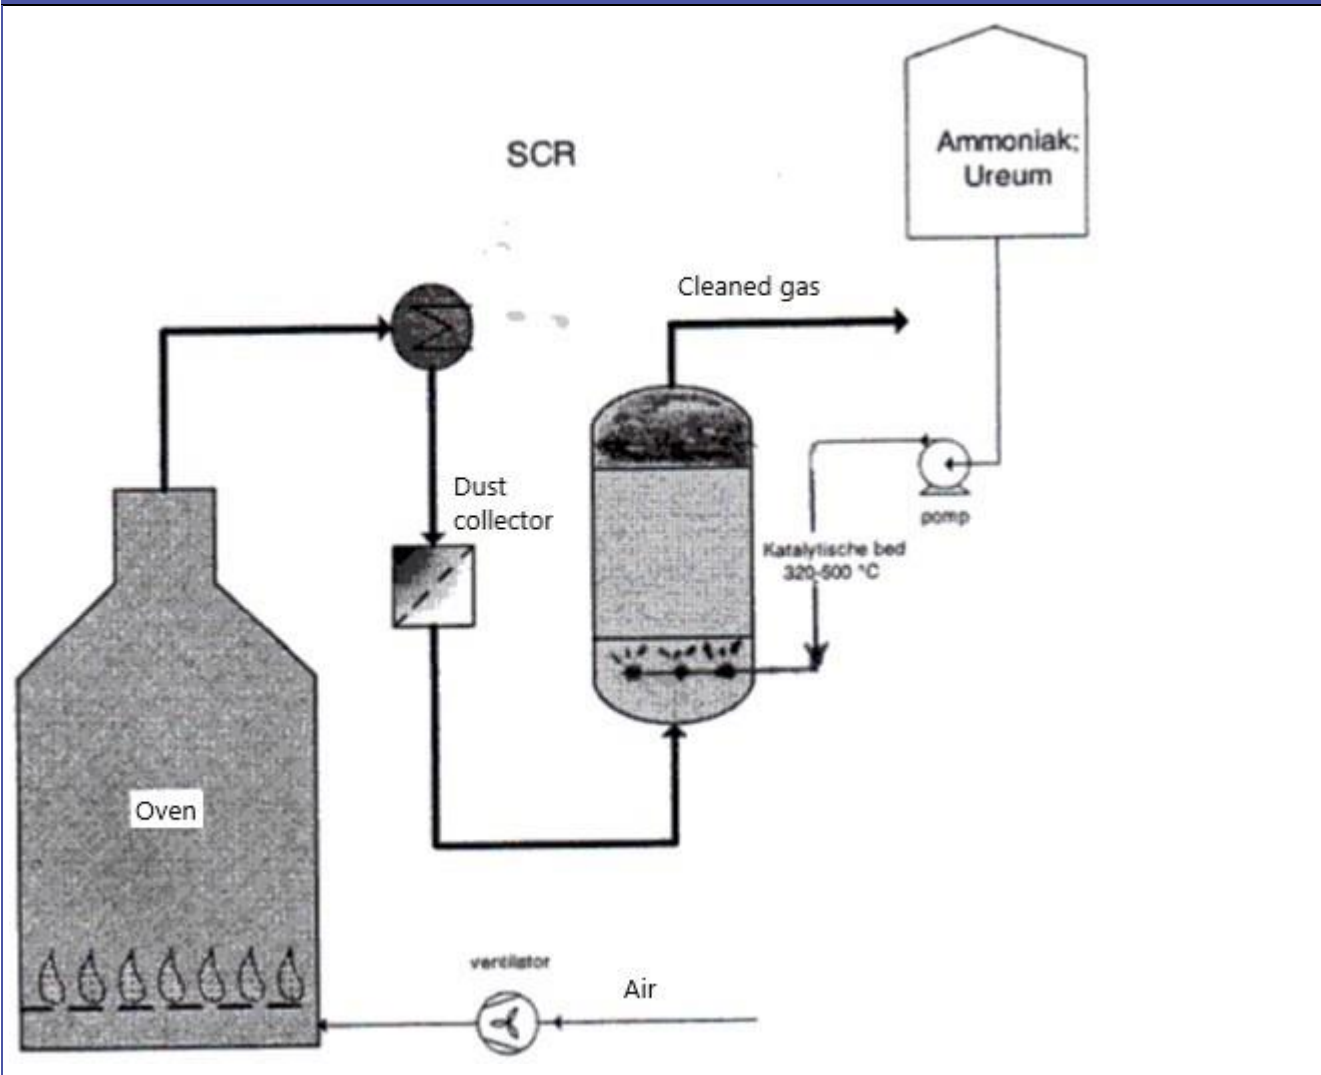 SCR
Ammoniak;
Ureum
Cleaned gas
Dust
collector
pomp
Katalytische bed
320-500 °C
Oven
ventilator
Air